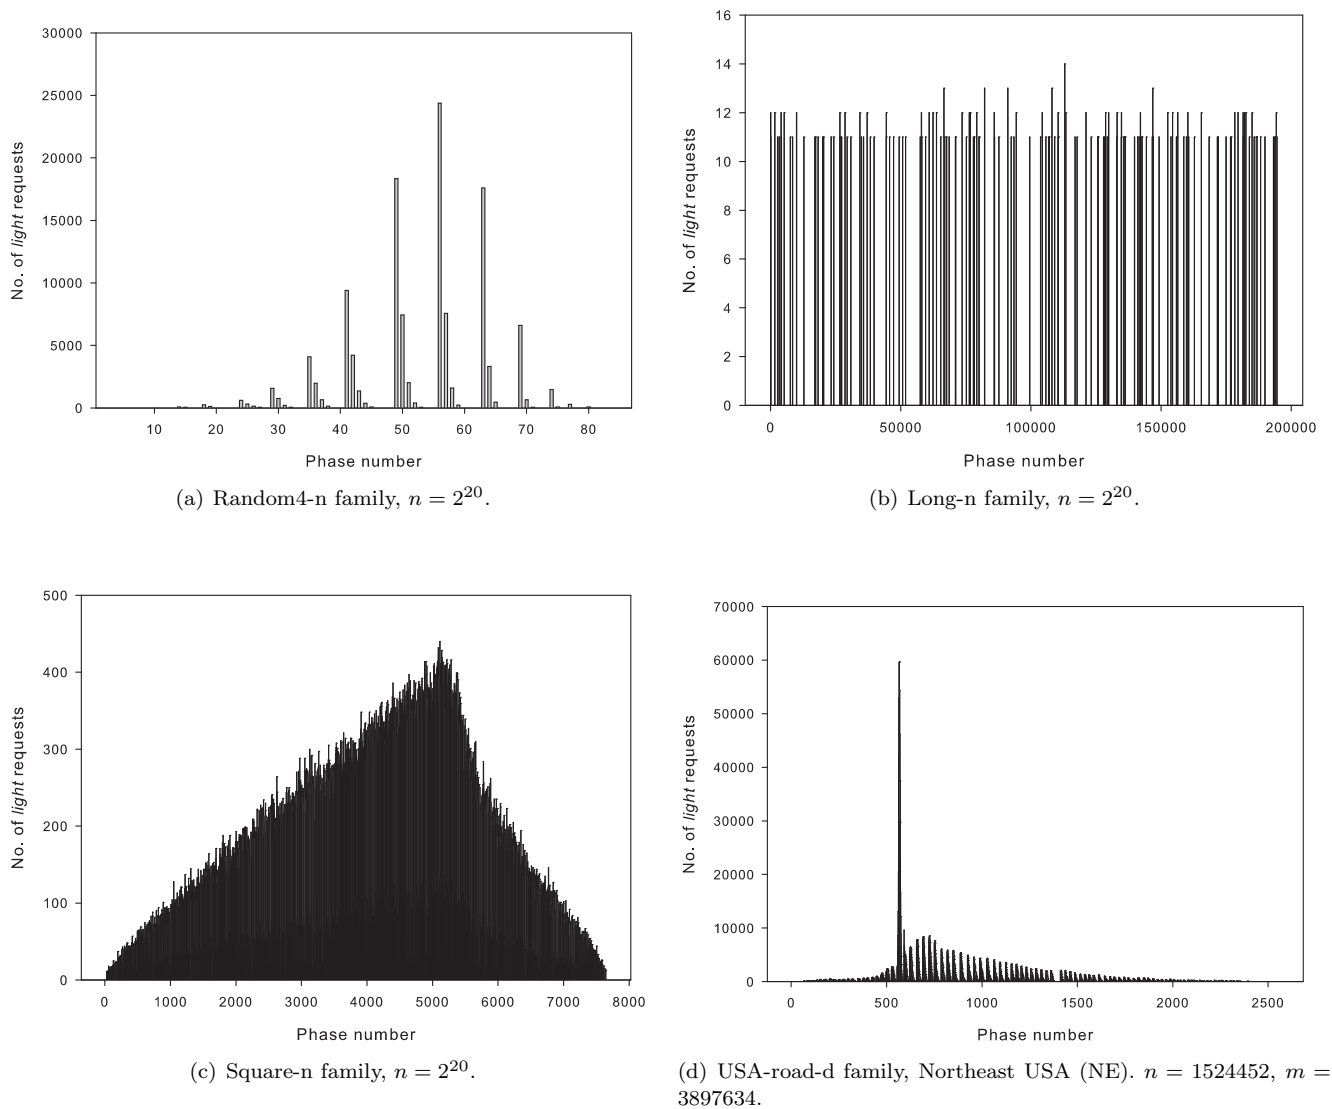 30000
25000
20000
15000
10000
5000
0
No. of light requests
10 20 30 40 50 60 70 80
Phase number
(a) Random4-n family, n = 2^20.
16
14
12
10
8
6
4
2
0
No. of light requests
0 50000 100000 150000 200000
Phase number
(b) Long-n family, n = 2^20.
500
400
300
200
100
0
No. of light requests
0 1000 2000 3000 4000 5000 6000 7000 8000
Phase number
(c) Square-n family, n = 2^20.
70000
60000
50000
40000
30000
20000
10000
0
No. of light requests
0 500 1000 1500 2000 2500
Phase number
(d) USA-road-d family, Northeast USA (NE). n = 1524452, m =
3897634.